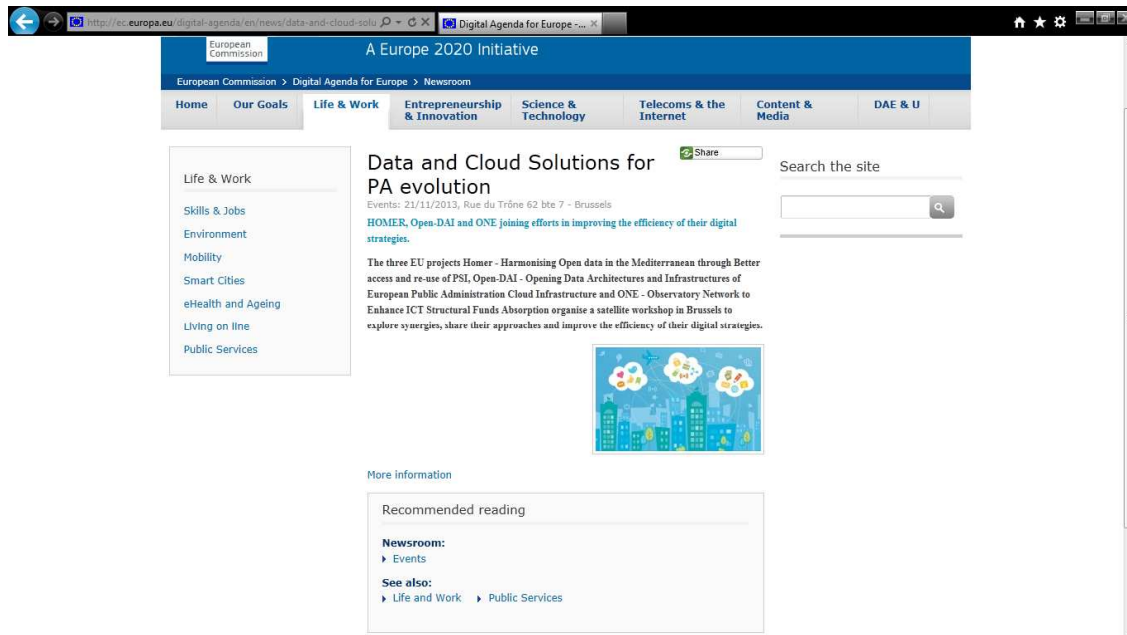 http://ec.europa.eu/digital-agenda/en/news/data-and-cloud-solu
Digital Agenda for Europe -...
European
Commission
A Europe 2020 Initiative
European Commission > Digital Agenda for Europe > Newsroom
Home Our Goals Life & Work Entrepreneurship & Innovation Science & Technology Telecoms & the Internet Content & Media DAE & U
Life & Work
Skills & Jobs
Environment
Mobility
Smart Cities
eHealth and Ageing
Living on line
Public Services
Data and Cloud Solutions for
PA evolution
Share
Events: 21/11/2013, Rue du Trône 62 bte 7 - Brussels
HOMER, Open-DAI and ONE joining efforts in improving the efficiency of their digital
strategies.
The three EU projects Homer - Harmonising Open data in the Mediterranean through Better
access and re-use of PSI, Open-DAI - Opening Data Architectures and Infrastructures of
European Public Administration Cloud Infrastructure and ONE - Observatory Network to
Enhance ICT Structural Funds Absorption organise a satellite workshop in Brussels to
explore synergies, share their approaches and improve the efficiency of their digital strategies.
More information
Recommended reading
Newsroom:
Events
See also:
Life and Work Public Services
Search the site